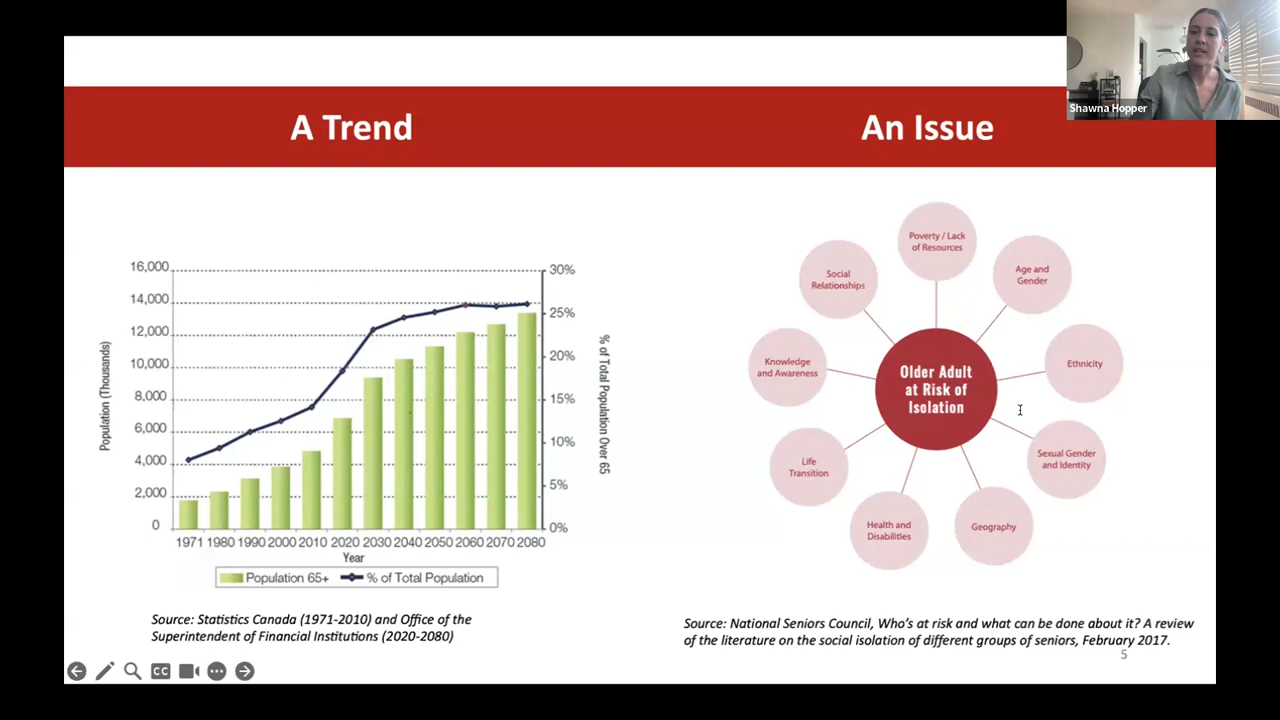 Shawna Hopper
A Trend
An Issue
16,000
14,000
12,000
10,000
8,000
6,000
4,000
2,000
0
Population (Thousands)
30%
25%
20%
15%
10%
5%
0%
% of Total Population Over 65
1971 1980 1990 2000 2010 2020 2030 2040 2050 2060 2070 2080
Year
Population 65+ % of Total Population
Source: Statistics Canada (1971-2010) and Office of the
Superintendent of Financial Institutions (2020-2080)
Poverty / Lack
of Resources
Age and
Gender
Ethnicity
Sexual Gender
and Identity
Geography
Health and
Disabilities
Life
Transition
Knowledge
and Awareness
Social
Relationships
Older Adult
at Risk of
Isolation
Source: National Seniors Council, Who's at risk and what can be done about it? A review
of the literature on the social isolation of different groups of seniors, February 2017.
5
CC